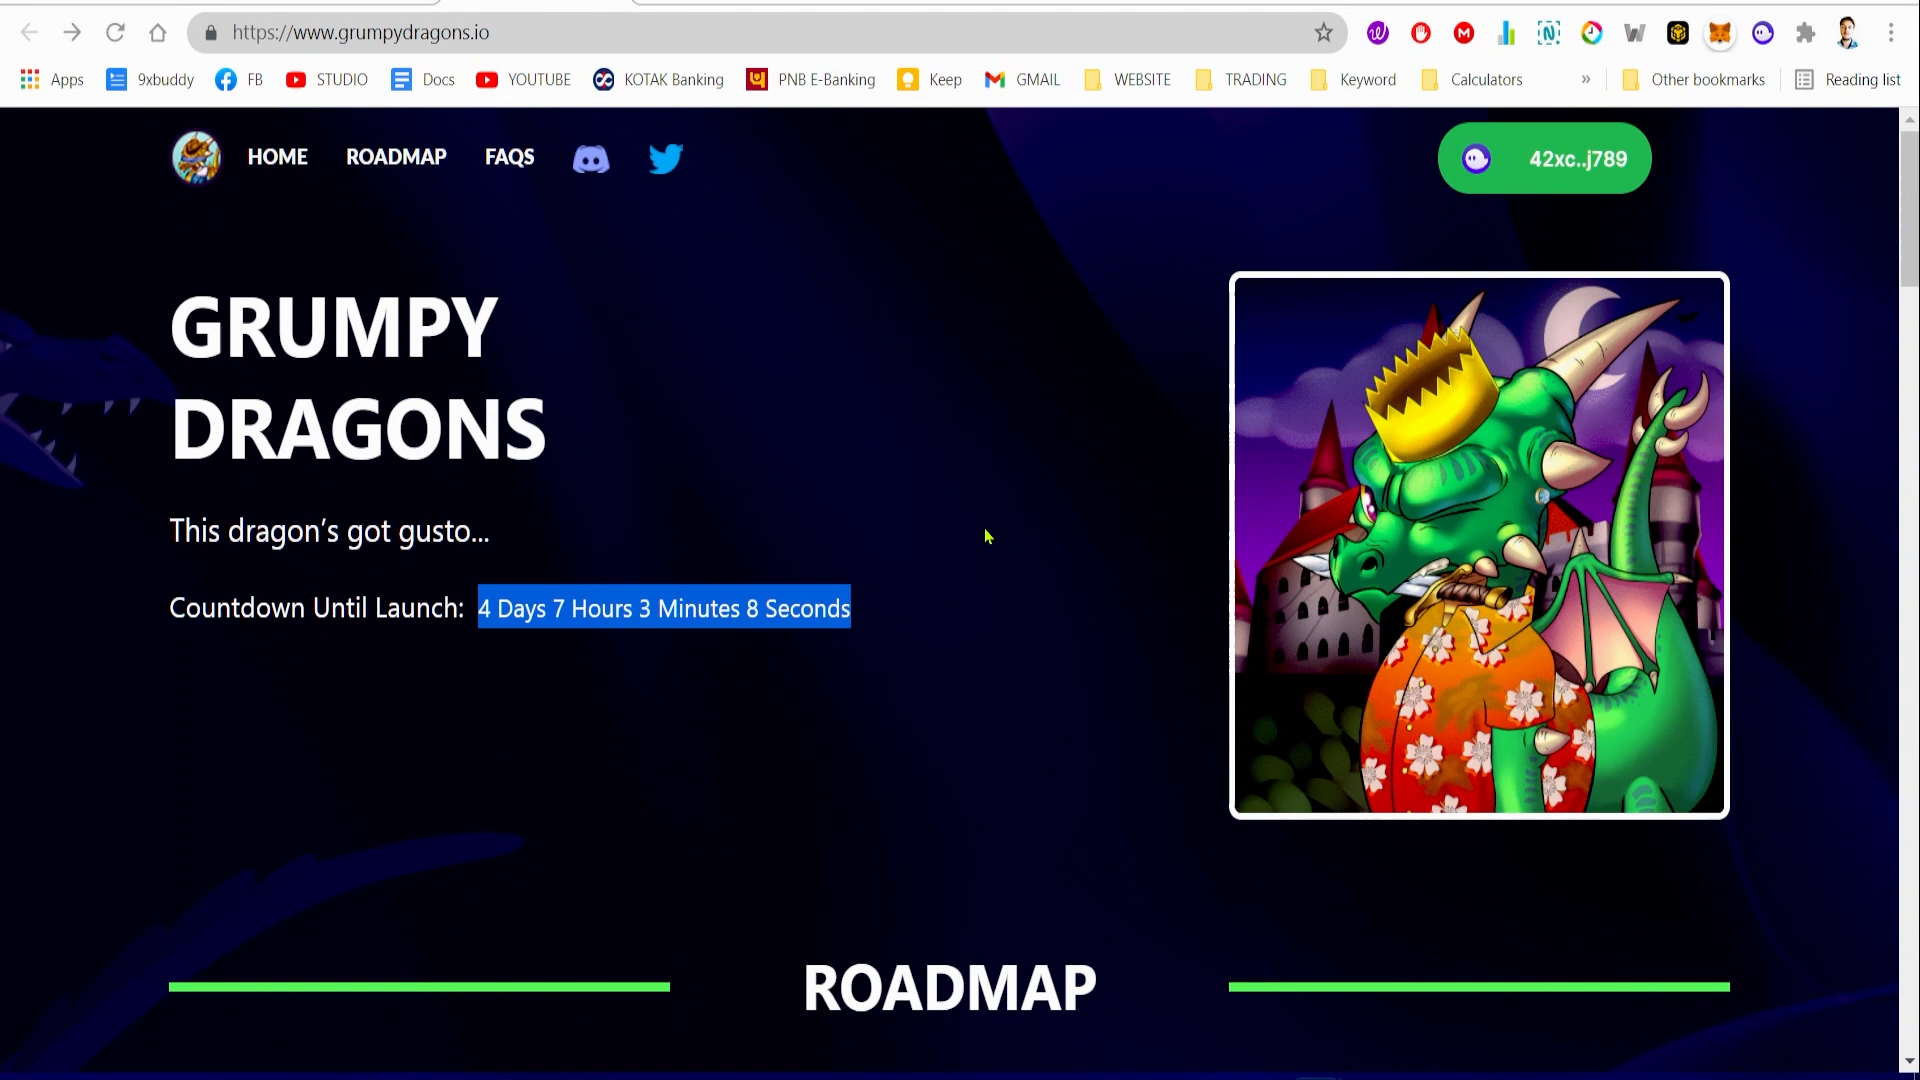 https://www.grumpydragons.io
Apps 9xbuddy FB STUDIO Docs YOUTUBE KOTAK Banking PNB E-Banking Keep GMAIL WEBSITE TRADING Keyword Calculators » Other bookmarks Reading list
HOME ROADMAP FAQS 42xc..j789
GRUMPY
DRAGONS
This dragon’s got gusto...
Countdown Until Launch: 4 Days 7 Hours 3 Minutes 8 Seconds
ROADMAP